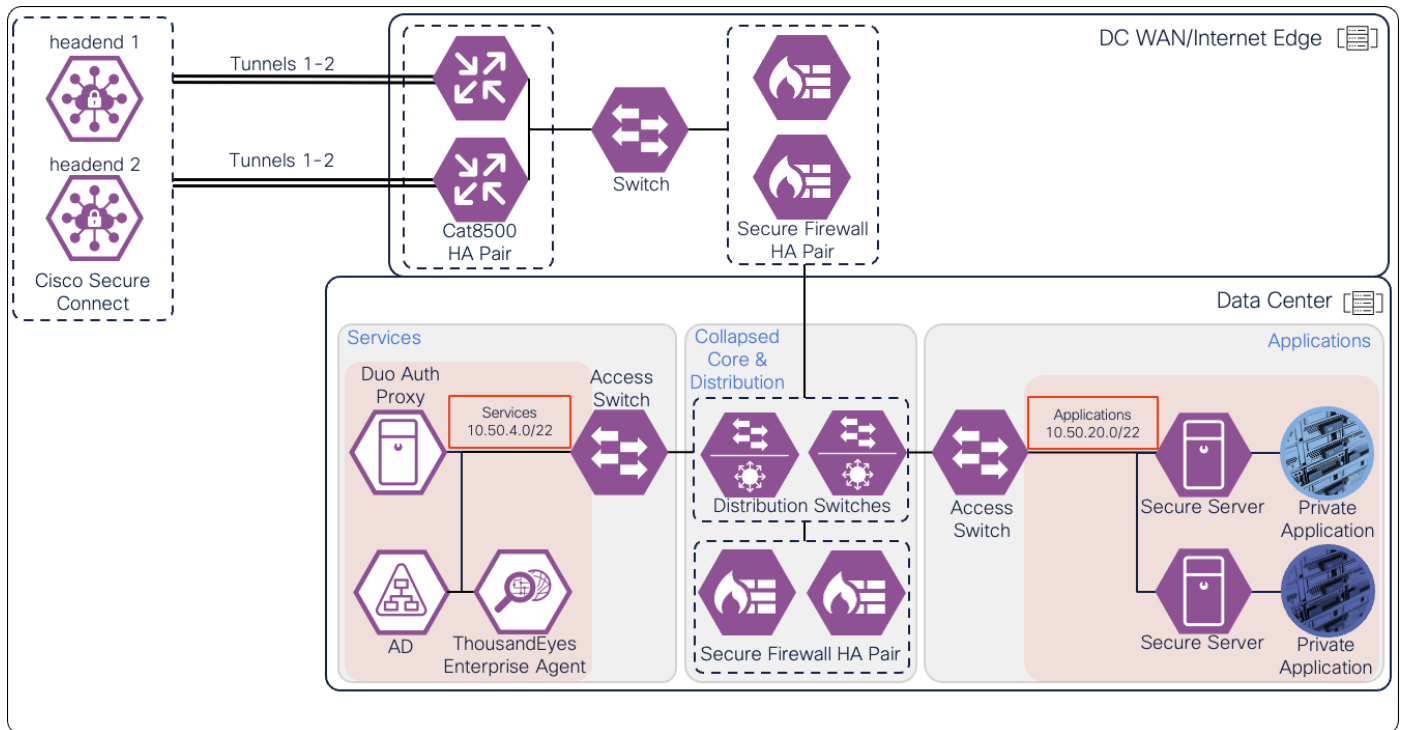 headend 1
Tunnels 1-2
headend 2
Tunnels 1-2
Cisco Secure
Connect
Cat8500
HA Pair
Switch
Secure Firewall
HA Pair
DC WAN/Internet Edge
Data Center
Services
Duo Auth
Proxy
Services
10.50.4.0/22
Access
Switch
AD
ThousandEyes
Enterprise Agent
Collapsed
Core &
Distribution
Distribution Switches
Secure Firewall HA Pair
Applications
Access
Switch
Applications
10.50.20.0/22
Secure Server
Private
Application
Secure Server
Private
Application